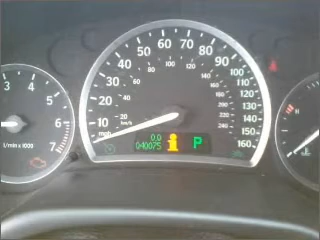 10 20 30 40 50 60 70 80 90 100 110 120 130 140 150 160
mph
20 40 60 80 100 120 140 160 180 200 220 240
km/h
3 4 5 6 7
1/min x 1000
0.0
040075
P
H